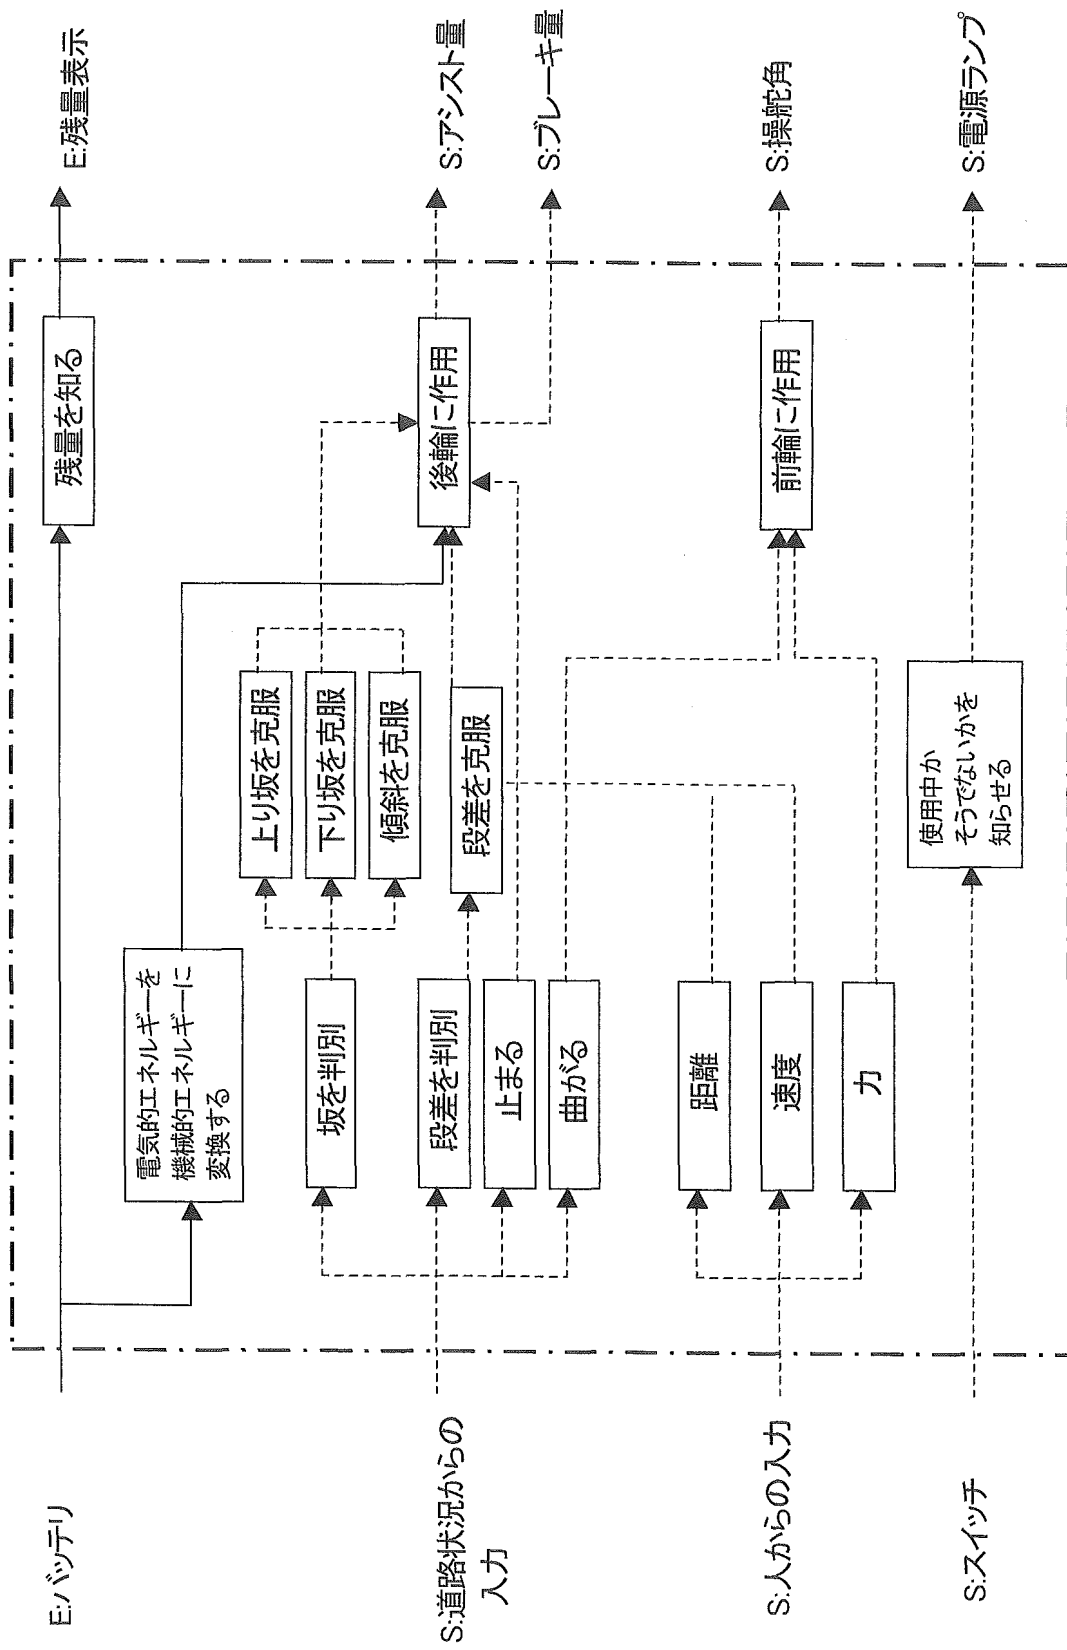 E:バッテリ
S:道路状況からの
入力
S:人からの入力
S:スイッチ
電気的エネルギーを
機械的エネルギーに
変換する
坂を判別
段差を判別
止まる
曲がる
距離
速度
力
上り坂を克服
下り坂を克服
傾斜を克服
段差を克服
使用中か
そうでないかを
知らせる
残量を知る
後輪に作用
前輪に作用
E:残量表示
S:アシスト量
S:ブレーキ量
S:操舵角
S:電源ランプ